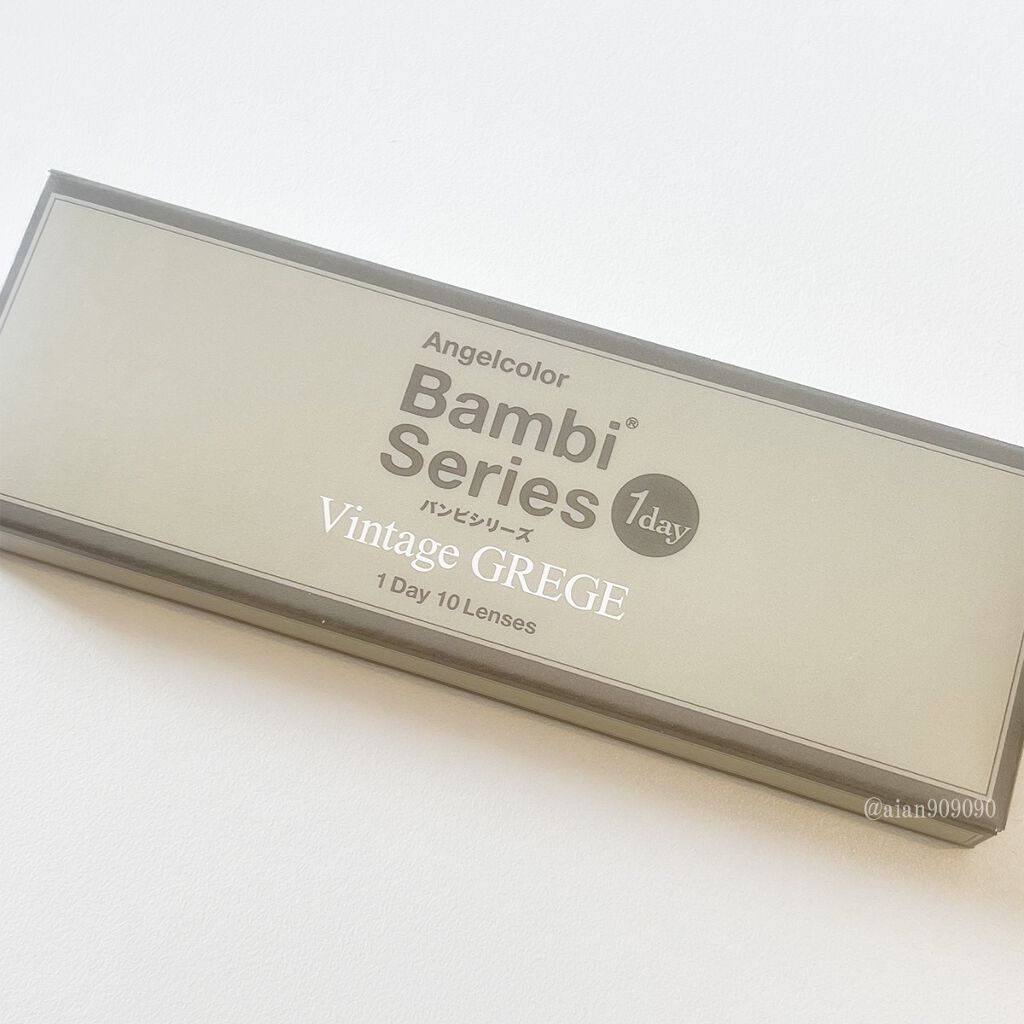 Angelcolor
Bambi®
Series
1day
バンビシリーズ
Vintage GREGE
1 Day 10 Lenses
@aian909090